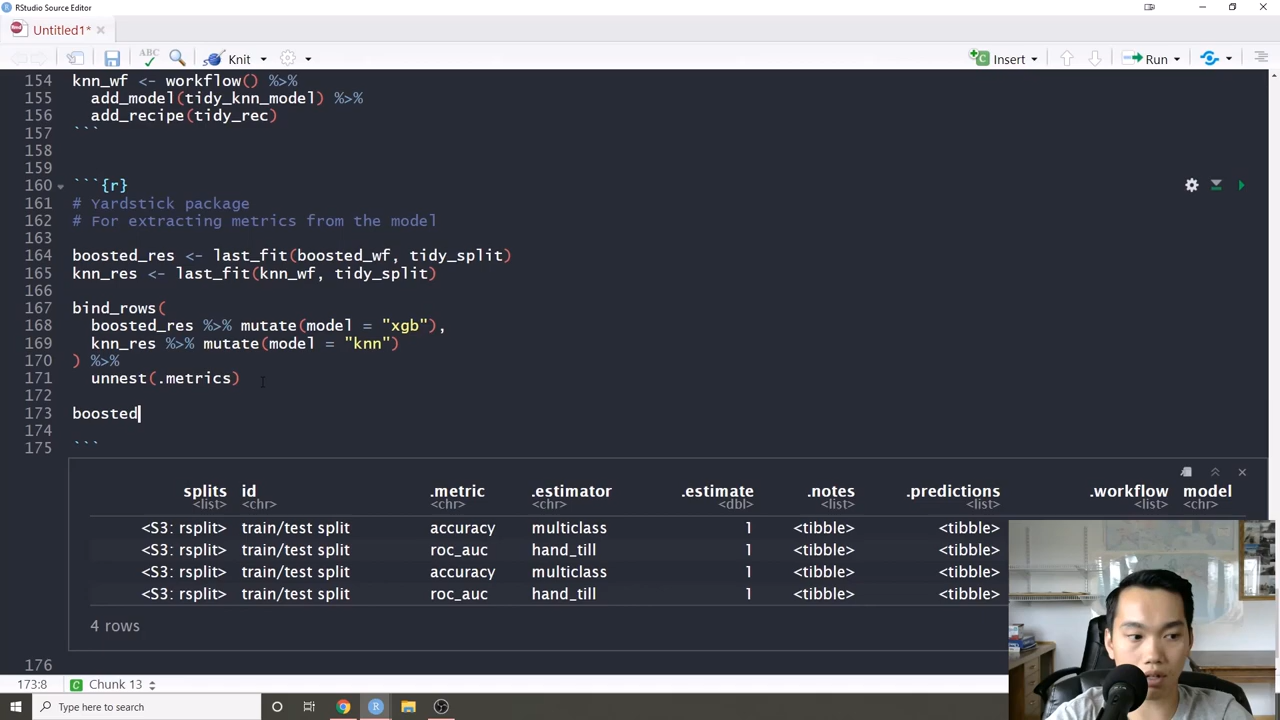 RStudio Source Editor
Untitled1*
ABC
Knit
Insert
Run
154 knn_wf <- workflow() %>%
155 add_model(tidy_knn_model) %>%
156 add_recipe(tidy_rec)
157 ```
158
159
160 ```{r}
161 # Yardstick package
162 # For extracting metrics from the model
163
164 boosted_res <- last_fit(boosted_wf, tidy_split)
165 knn_res <- last_fit(knn_wf, tidy_split)
166
167 bind_rows(
168 boosted_res %>% mutate(model = "xgb"),
169 knn_res %>% mutate(model = "knn")
170 ) %>%
171 unnest(.metrics)
172
173 boosted
174
175 ```
splits id .metric .estimator .estimate .notes .predictions .workflow model
<list> <chr> <chr> <chr> <dbl> <list> <list> <list> <chr>
<S3: rsplit> train/test split accuracy multiclass 1 <tibble> <tibble>
<S3: rsplit> train/test split roc_auc hand_till 1 <tibble> <tibble>
<S3: rsplit> train/test split accuracy multiclass 1 <tibble> <tibble>
<S3: rsplit> train/test split roc_auc hand_till 1 <tibble> <tibble>
4 rows
176
173:8 Chunk 13
Type here to search